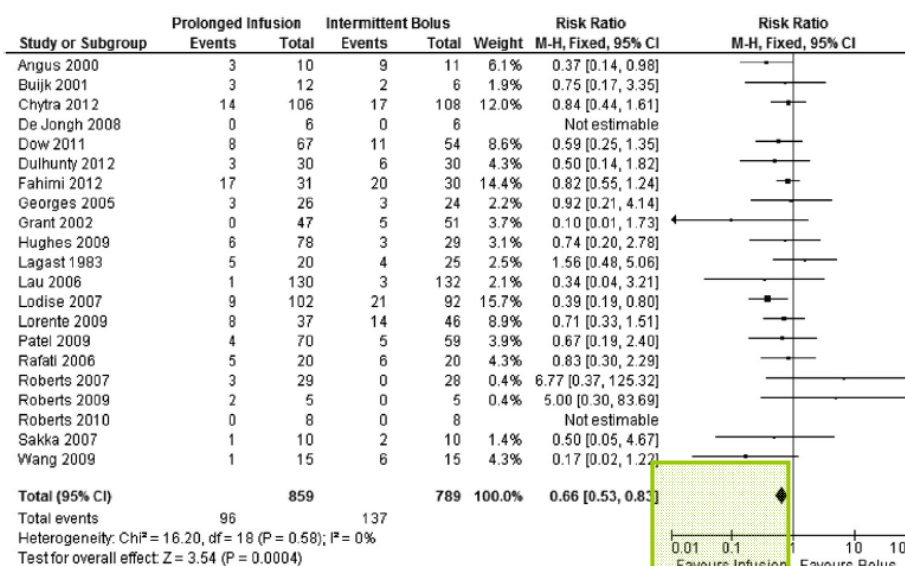 Prolonged Infusion Intermittent Bolus Risk Ratio Risk Ratio
Study or Subgroup Events Total Events Total Weight M-H, Fixed, 95% CI M-H, Fixed, 95% CI
Angus 2000 3 10 9 11 6.1% 0.37 [0.14, 0.98]
Buijk 2001 3 12 2 6 1.9% 0.75 [0.17, 3.35]
Chytra 2012 14 106 17 108 12.0% 0.84 [0.44, 1.61]
De Jongh 2008 0 6 0 6 Not estimable
Dow 2011 8 67 11 54 8.6% 0.59 [0.25, 1.35]
Dulhunty 2012 3 30 6 30 4.3% 0.50 [0.14, 1.82]
Fahimi 2012 17 31 20 30 14.4% 0.82 [0.55, 1.24]
Georges 2005 3 26 3 24 2.2% 0.92 [0.21, 4.14]
Grant 2002 0 47 5 51 3.7% 0.10 [0.01, 1.73]
Hughes 2009 6 78 3 29 3.1% 0.74 [0.20, 2.78]
Lagast 1983 5 20 4 25 2.5% 1.56 [0.48, 5.06]
Lau 2006 1 130 3 132 2.1% 0.34 [0.04, 3.21]
Lodise 2007 9 102 21 92 15.7% 0.39 [0.19, 0.80]
Lorente 2009 8 37 14 46 8.9% 0.71 [0.33, 1.51]
Patel 2009 4 70 5 59 3.9% 0.67 [0.19, 2.40]
Rafati 2006 5 20 6 20 4.3% 0.83 [0.30, 2.29]
Roberts 2007 3 29 0 28 0.4% 6.77 [0.37, 125.32]
Roberts 2009 2 5 0 5 0.4% 5.00 [0.30, 83.69]
Roberts 2010 0 8 0 8 Not estimable
Sakka 2007 1 10 2 10 1.4% 0.50 [0.05, 4.67]
Wang 2009 1 15 6 15 4.3% 0.17 [0.02, 1.22]
Total (95% CI) 859 789 100.0% 0.66 [0.53, 0.83]
Total events 96 137
Heterogeneity: Chi² = 16.20, df = 18 (P = 0.58); I² = 0%
Test for overall effect: Z = 3.54 (P = 0.0004)
0.01 0.1 1 10
Favours Infusion Favours Bolus